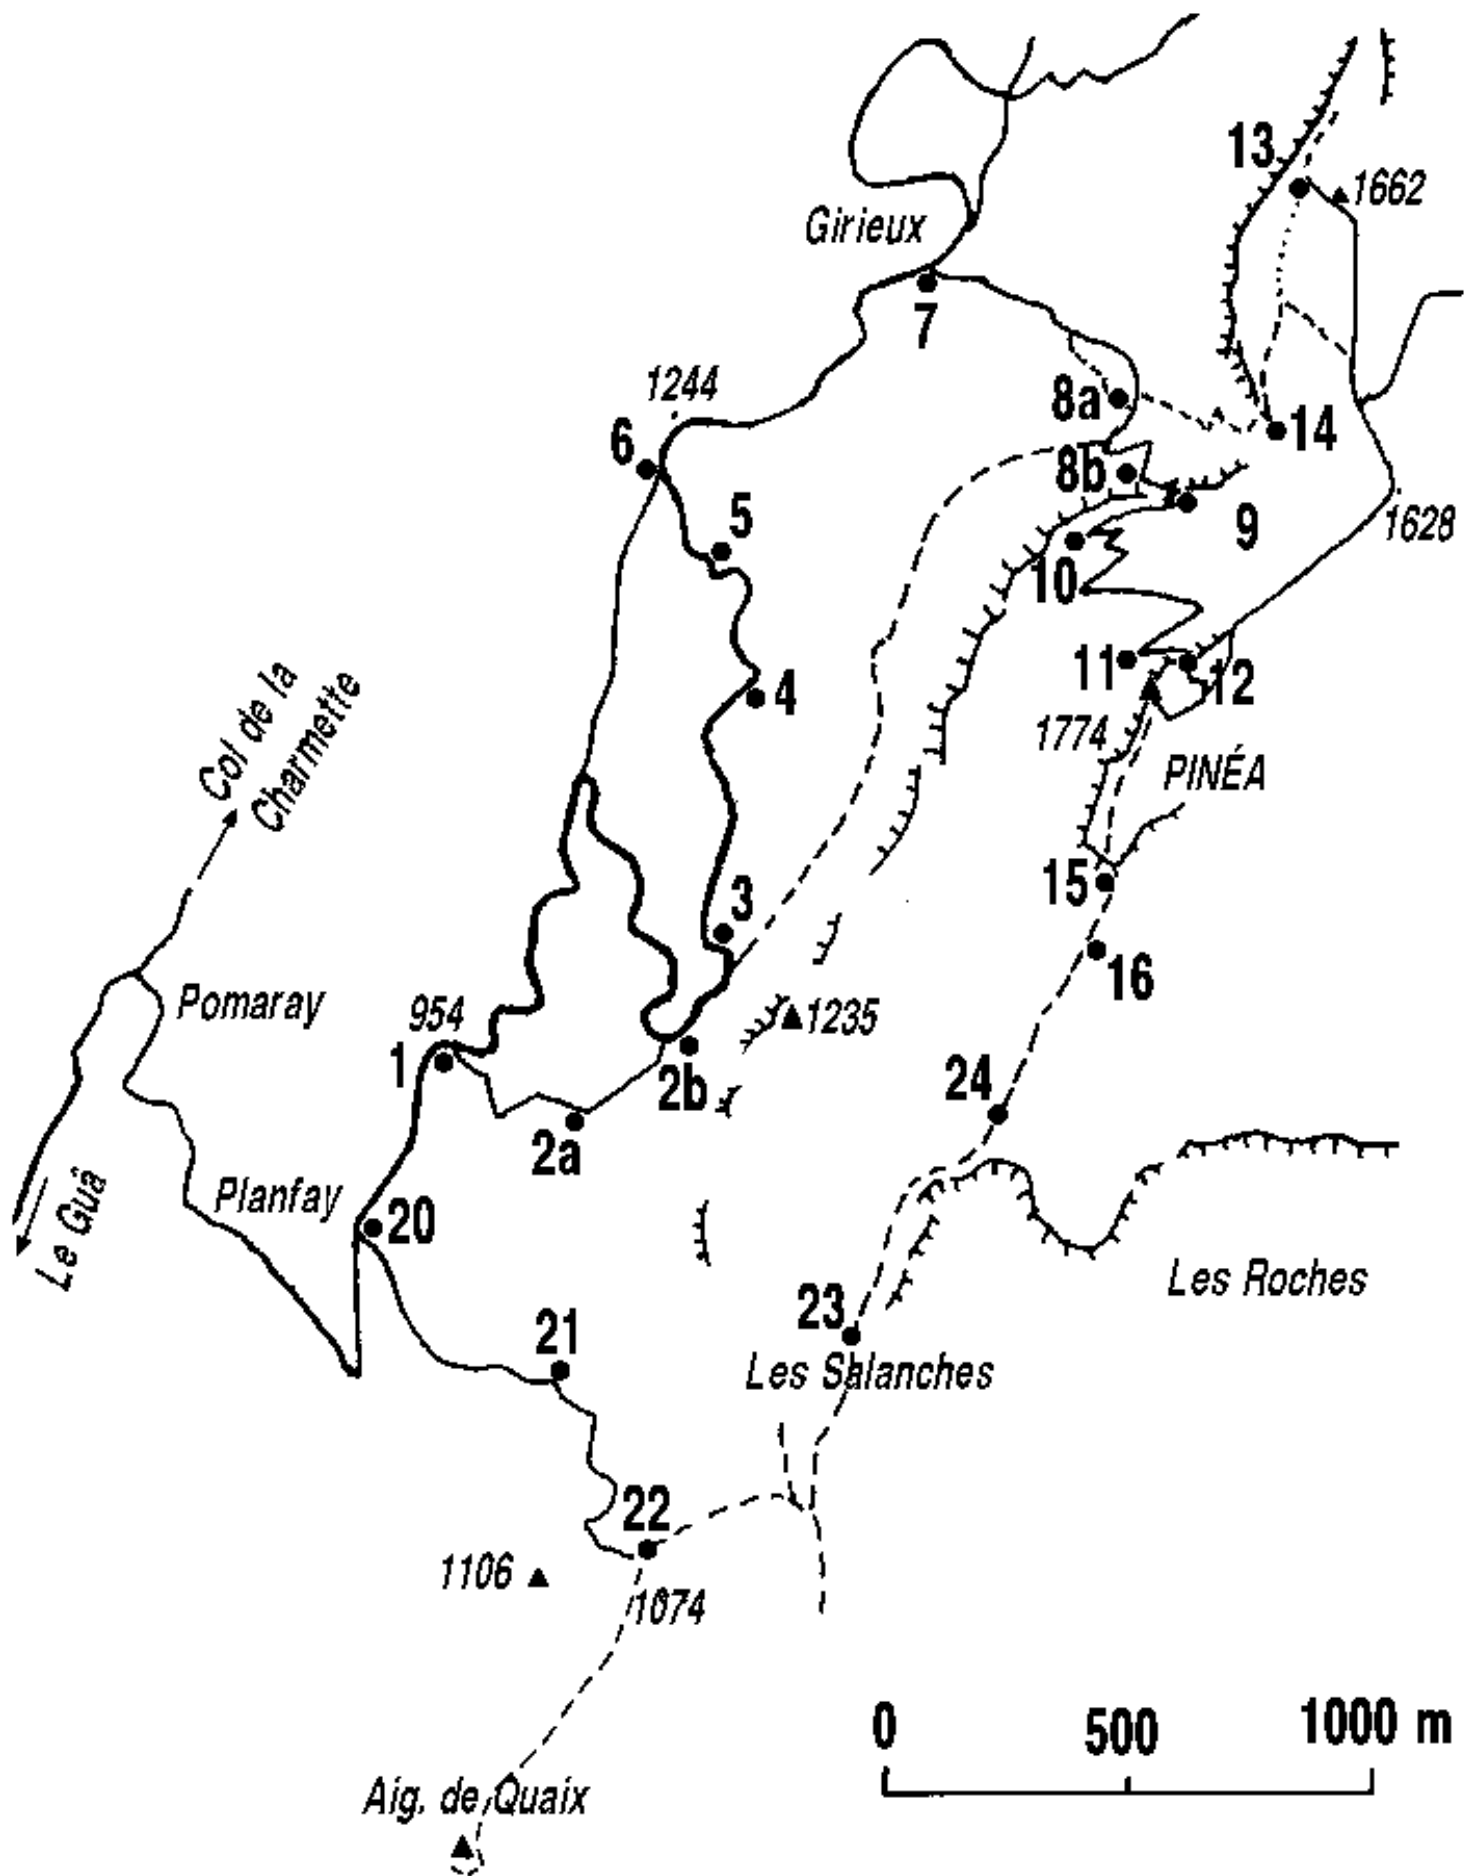 13
1662
Girieux
7
1244
8a
6
14
8b
5
9
1628
10
11
12
4
Col de la
Charmette
1774
PINÉA
15
3
16
Pomaray
954
1235
1
2b
24
2a
Planfay
20
Le Guâ
Les Roches
23
21
Les Salanches
22
1106
1074
0
500
1000 m
Aig. de Quaix